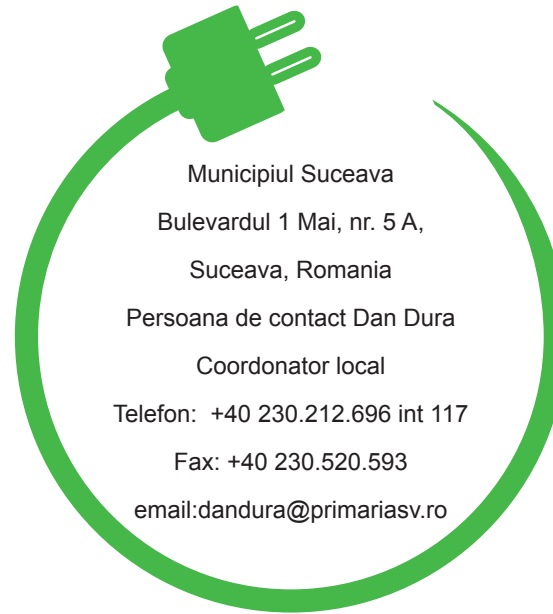 Municipiul Suceava
Bulevardul 1 Mai, nr. 5 A,
Suceava, Romania
Persoana de contact Dan Dura
Coordonator local
Telefon:  +40 230.212.696 int 117
Fax: +40 230.520.593
email:dandura@primariasv.ro